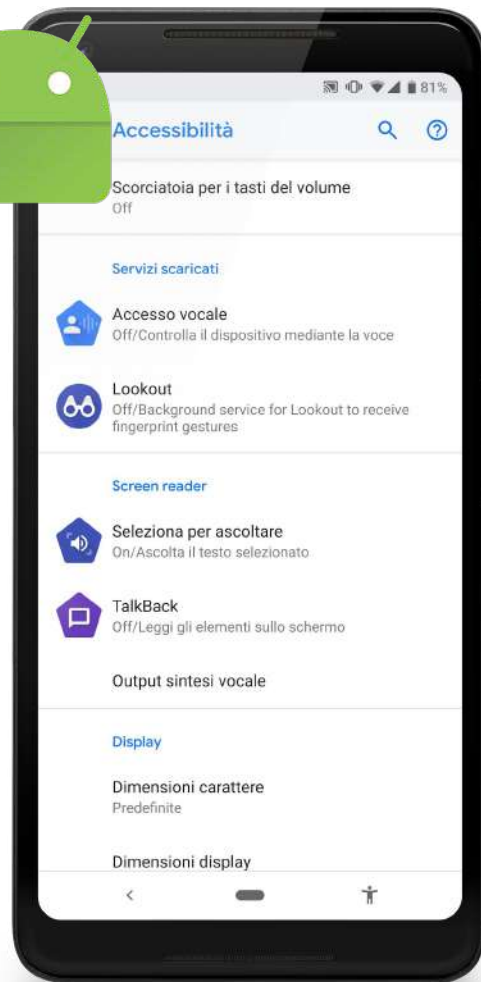 81%
Accessibilità
Scorciatoia per i tasti del volume
Off
Servizi scaricati
Accesso vocale
Off/Controlla il dispositivo mediante la voce
Lookout
Off/Background service for Lookout to receive
fingerprint gestures
Screen reader
Seleziona per ascoltare
On/Ascolta il testo selezionato
TalkBack
Off/Leggi gli elementi sullo schermo
Output sintesi vocale
Display
Dimensioni carattere
Predefinite
Dimensioni display